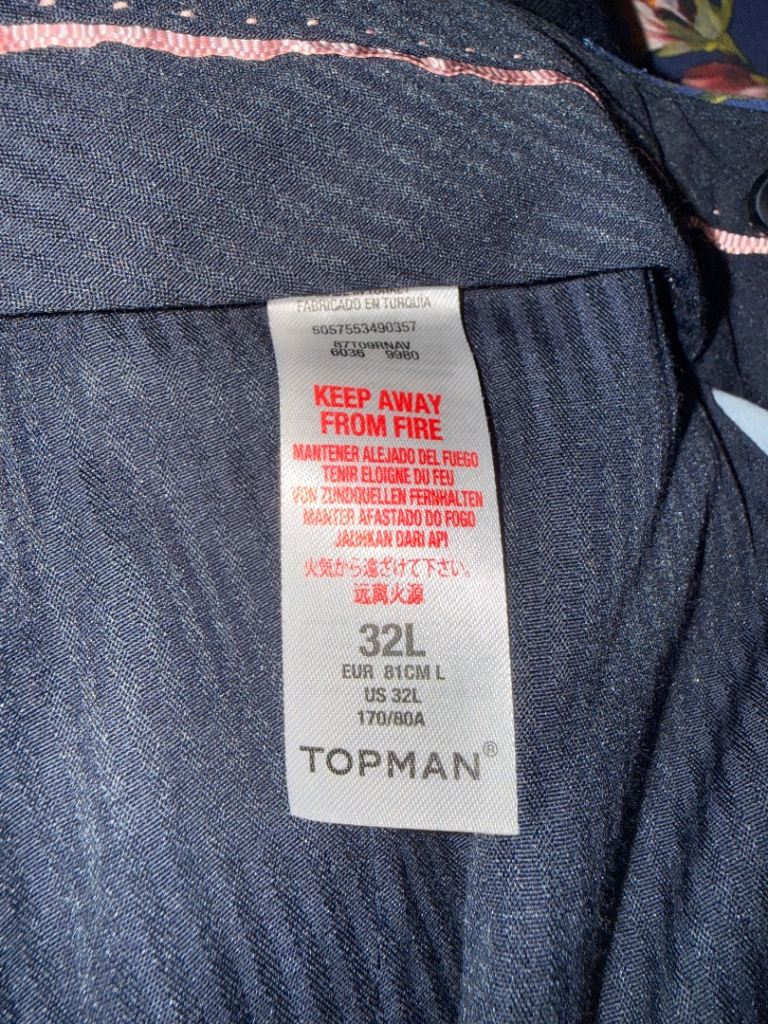 FABRICADO EN TURQUÍA
5057553490357
87T09RNAV
6036 9980
KEEP AWAY
FROM FIRE
MANTENER ALEJADO DEL FUEGO
TENIR ELOIGNE DU FEU
VON ZUNDQUELLEN FERNHALTEN
MANTER AFASTADO DO FOGO
JAUHKAN DARI API
火気から遠ざけて下さい。
远离火源
32L
EUR 81CM L
US 32L
170/80A
TOPMAN®